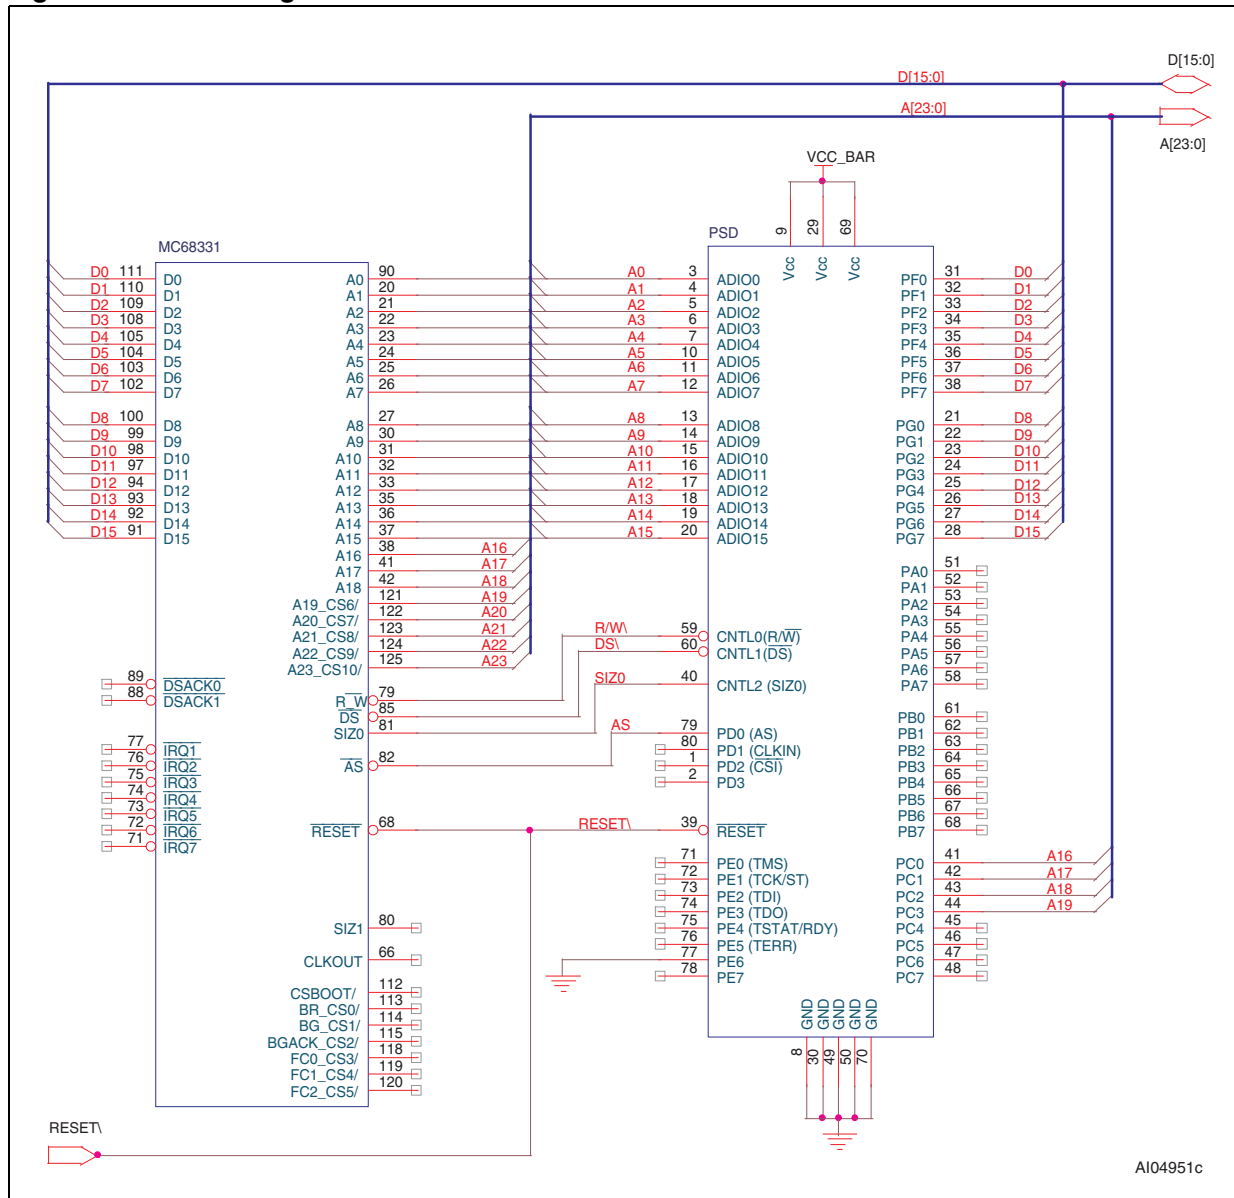 D[15:0]
D[15:0]
A[23:0]
A[23:0]
VCC_BAR
MC68331
PSD
9 29 69
Vcc Vcc Vcc
D0 111 D0 A0 90 A0 3 ADIO0 PF0 31 D0
D1 110 D1 A1 20 A1 4 ADIO1 PF1 32 D1
D2 109 D2 A2 21 A2 5 ADIO2 PF2 33 D2
D3 108 D3 A3 22 A3 6 ADIO3 PF3 34 D3
D4 105 D4 A4 23 A4 7 ADIO4 PF4 35 D4
D5 104 D5 A5 24 A5 10 ADIO5 PF5 36 D5
D6 103 D6 A6 25 A6 11 ADIO6 PF6 37 D6
D7 102 D7 A7 26 A7 12 ADIO7 PF7 38 D7
D8 100 D8 A8 27 A8 13 ADIO8 PG0 21 D8
D9 99 D9 A9 30 A9 14 ADIO9 PG1 22 D9
D10 98 D10 A10 31 A10 15 ADIO10 PG2 23 D10
D11 97 D11 A11 32 A11 16 ADIO11 PG3 24 D11
D12 94 D12 A12 33 A12 17 ADIO12 PG4 25 D12
D13 93 D13 A13 35 A13 18 ADIO13 PG5 26 D13
D14 92 D14 A14 36 A14 19 ADIO14 PG6 27 D14
D15 91 D15 A15 37 A15 20 ADIO15 PG7 28 D15
A16 38 A16
A17 41 A17
A18 42 A18
A19_CS6/ 121 A19
A20_CS7/ 122 A20
A21_CS8/ 123 A21
A22_CS9/ 124 A22
A23_CS10/ 125 A23
PA0 51
PA1 52
PA2 53
PA3 54
PA4 55
PA5 56
PA6 57
PA7 58
R/W\ 59 CNTL0(R/W)
DS\ 60 CNTL1(DS)
SIZ0 40 CNTL2 (SIZ0)
89 DSACK0
88 DSACK1
R_W 79
DS 85
SIZ0 81
AS 82
AS 79 PD0 (AS)
80 PD1 (CLKIN)
1 PD2 (CSI)
2 PD3
77 IRQ1
76 IRQ2
75 IRQ3
74 IRQ4
73 IRQ5
72 IRQ6
71 IRQ7
PB0 61
PB1 62
PB2 63
PB3 64
PB4 65
PB5 66
PB6 67
PB7 68
RESET 68 RESET\ 39 RESET
71 PE0 (TMS)
72 PE1 (TCK/ST)
73 PE2 (TDI)
74 PE3 (TDO)
75 PE4 (TSTAT/RDY)
76 PE5 (TERR)
77 PE6
78 PE7
PC0 41 A16
PC1 42 A17
PC2 43 A18
PC3 44 A19
PC4 45
PC5 46
PC6 47
PC7 48
SIZ1 80
CLKOUT 66
CSBOOT/ 112
BR_CS0/ 113
BG_CS1/ 114
BGACK_CS2/ 115
FC0_CS3/ 118
FC1_CS4/ 119
FC2_CS5/ 120
GND GND GND GND GND
8 30 49 50 70
RESET\
AI04951c